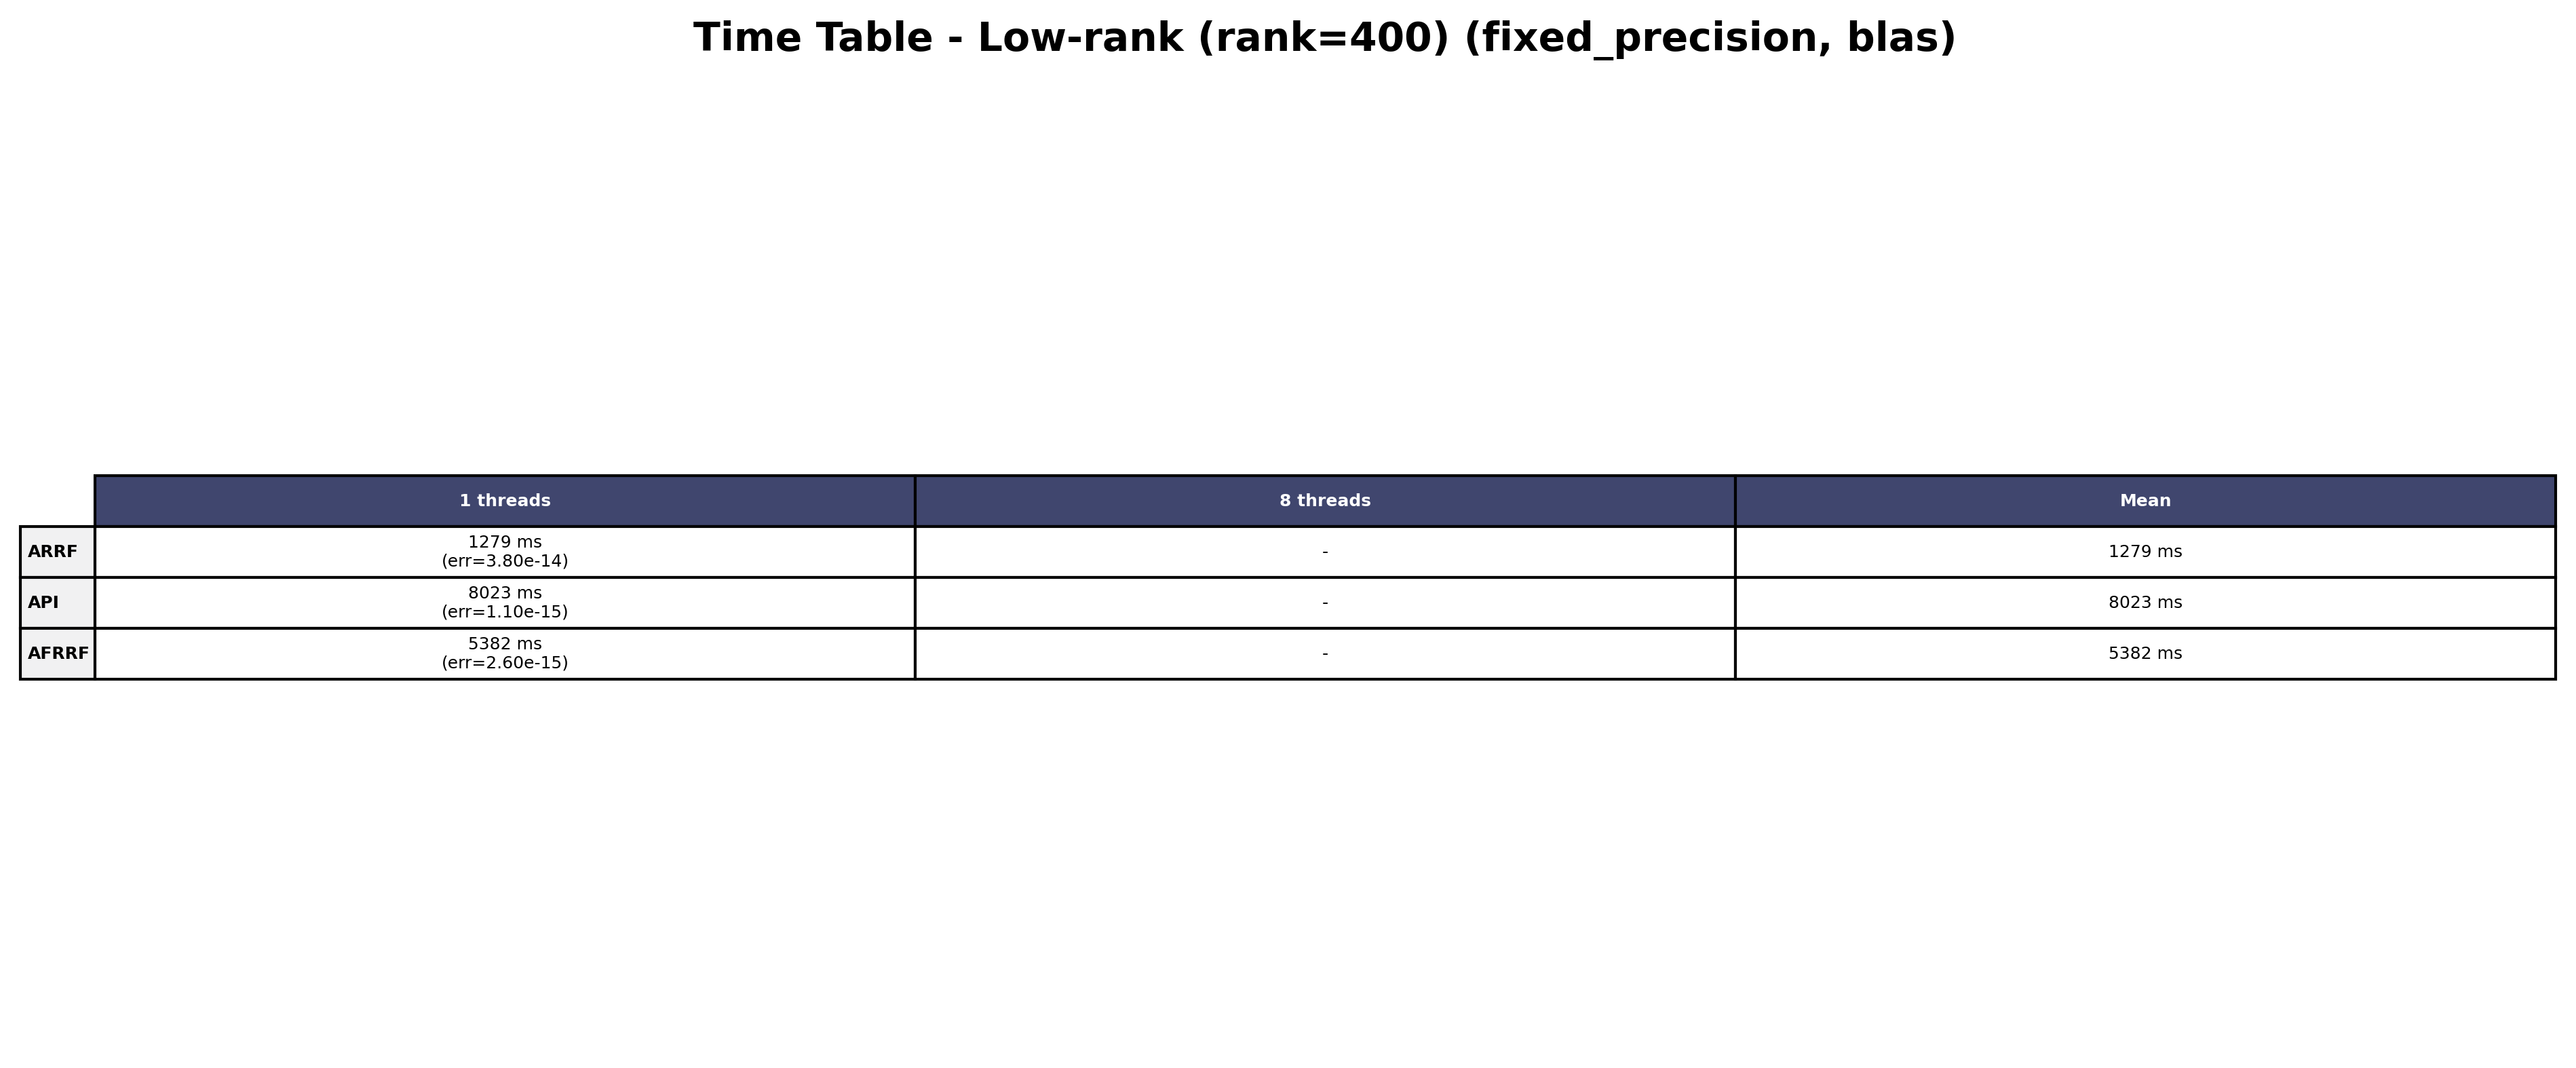 Time Table - Low-rank (rank=400) (fixed_precision, blas)
1 threads 8 threads Mean
ARRF 1279 ms (err=3.80e-14) - 1279 ms
API 8023 ms (err=1.10e-15) - 8023 ms
AFRRF 5382 ms (err=2.60e-15) - 5382 ms